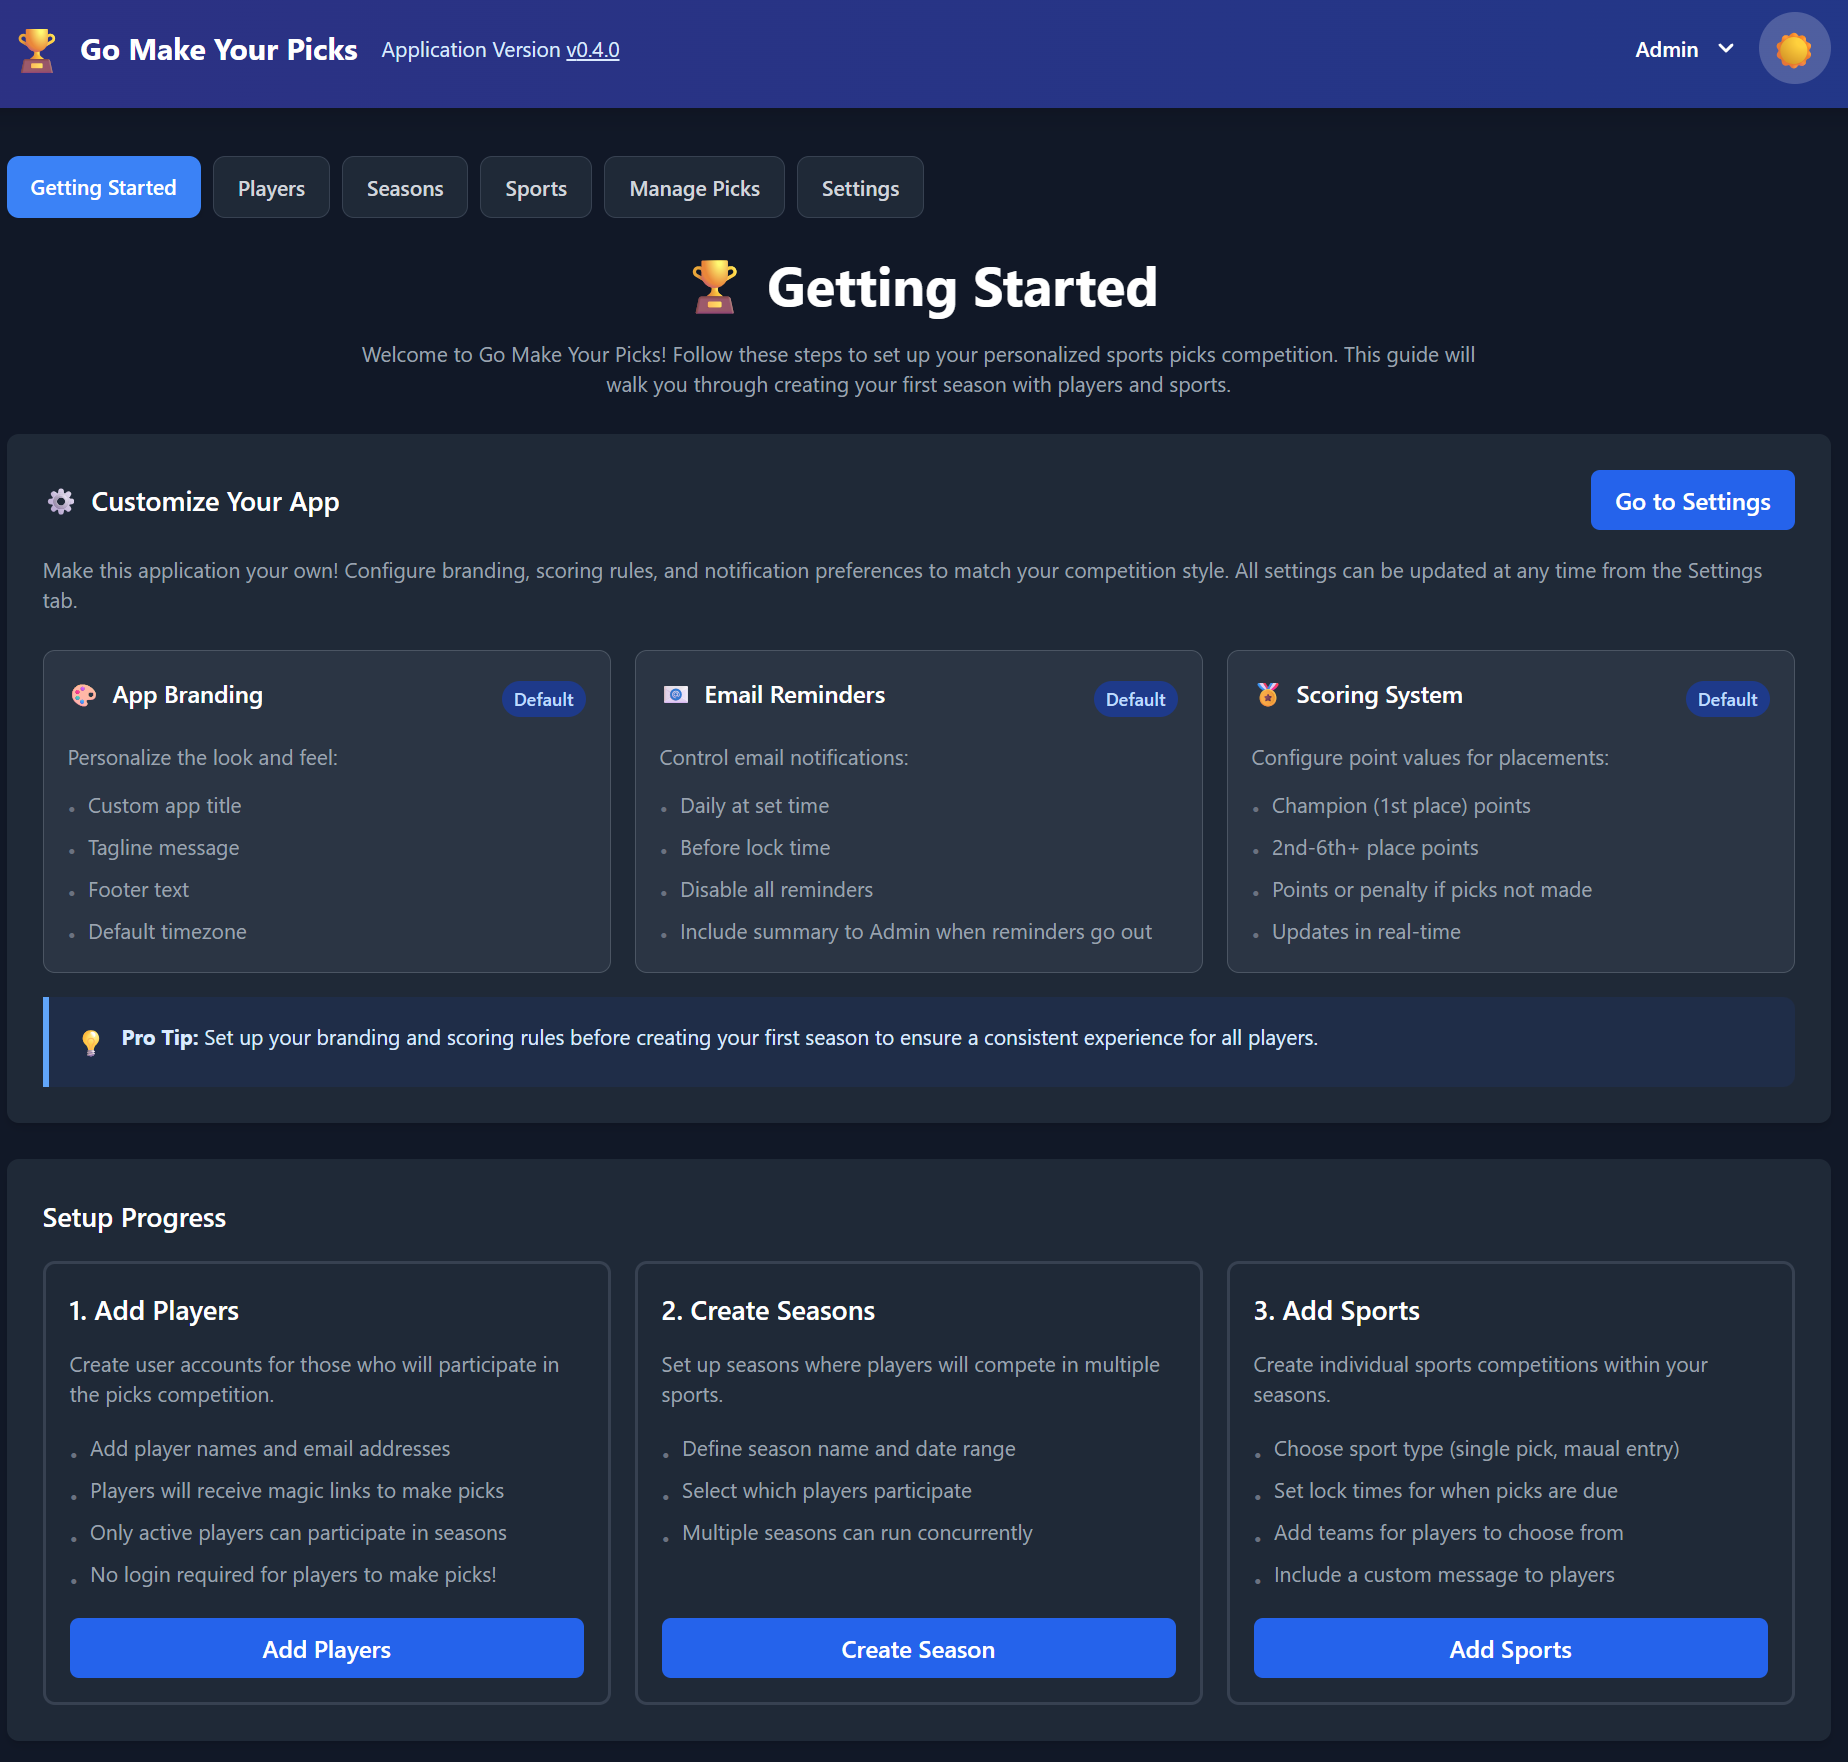 Go Make Your Picks Application Version v0.4.0 Admin
Getting Started Players Seasons Sports Manage Picks Settings
Getting Started
Welcome to Go Make Your Picks! Follow these steps to set up your personalized sports picks competition. This guide will
walk you through creating your first season with players and sports.
Customize Your App
Go to Settings
Make this application your own! Configure branding, scoring rules, and notification preferences to match your competition style. All settings can be updated at any time from the Settings
tab.
App Branding Default
Personalize the look and feel:
• Custom app title
• Tagline message
• Footer text
• Default timezone
Email Reminders Default
Control email notifications:
• Daily at set time
• Before lock time
• Disable all reminders
• Include summary to Admin when reminders go out
Scoring System Default
Configure point values for placements:
• Champion (1st place) points
• 2nd-6th+ place points
• Points or penalty if picks not made
• Updates in real-time
Pro Tip: Set up your branding and scoring rules before creating your first season to ensure a consistent experience for all players.
Setup Progress
1. Add Players
Create user accounts for those who will participate in
the picks competition.
• Add player names and email addresses
• Players will receive magic links to make picks
• Only active players can participate in seasons
• No login required for players to make picks!
Add Players
2. Create Seasons
Set up seasons where players will compete in multiple
sports.
• Define season name and date range
• Select which players participate
• Multiple seasons can run concurrently
Create Season
3. Add Sports
Create individual sports competitions within your
seasons.
• Choose sport type (single pick, maual entry)
• Set lock times for when picks are due
• Add teams for players to choose from
• Include a custom message to players
Add Sports